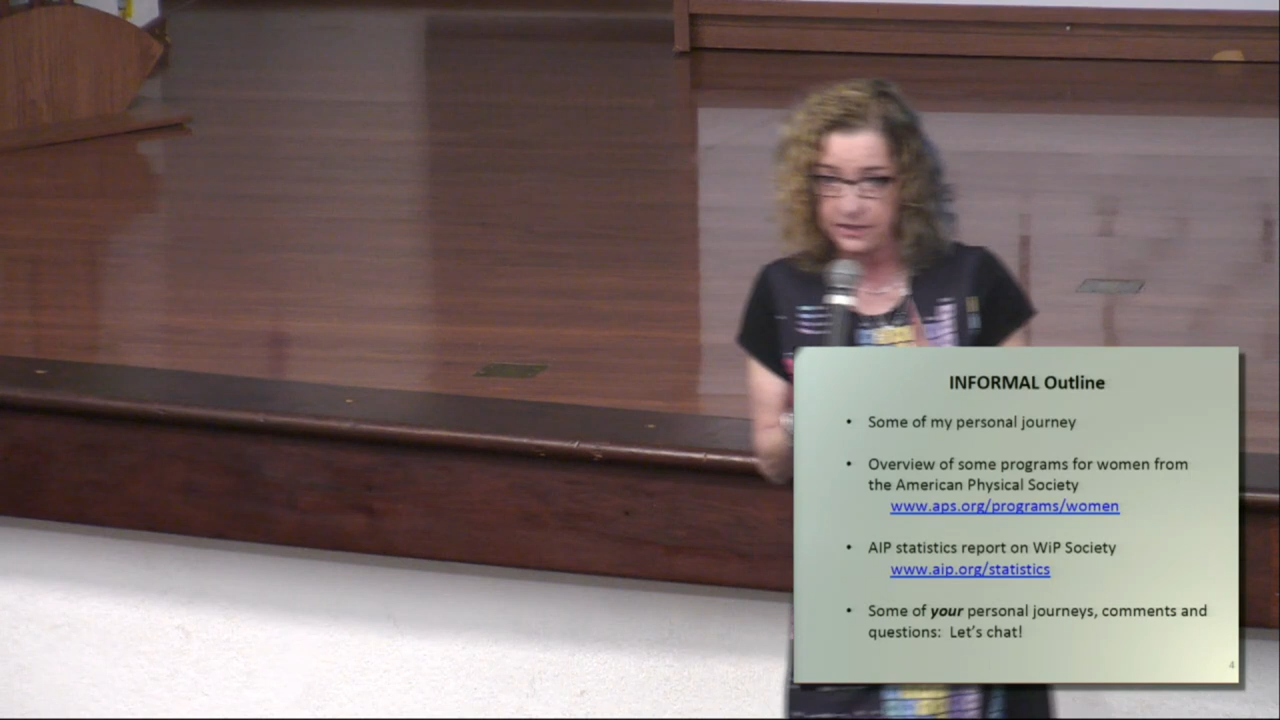 INFORMAL Outline
• Some of my personal journey
• Overview of some programs for women from
the American Physical Society
www.aps.org/programs/women
• AIP statistics report on WiP Society
www.aip.org/statistics
• Some of your personal journeys, comments and
questions: Let's chat!
4